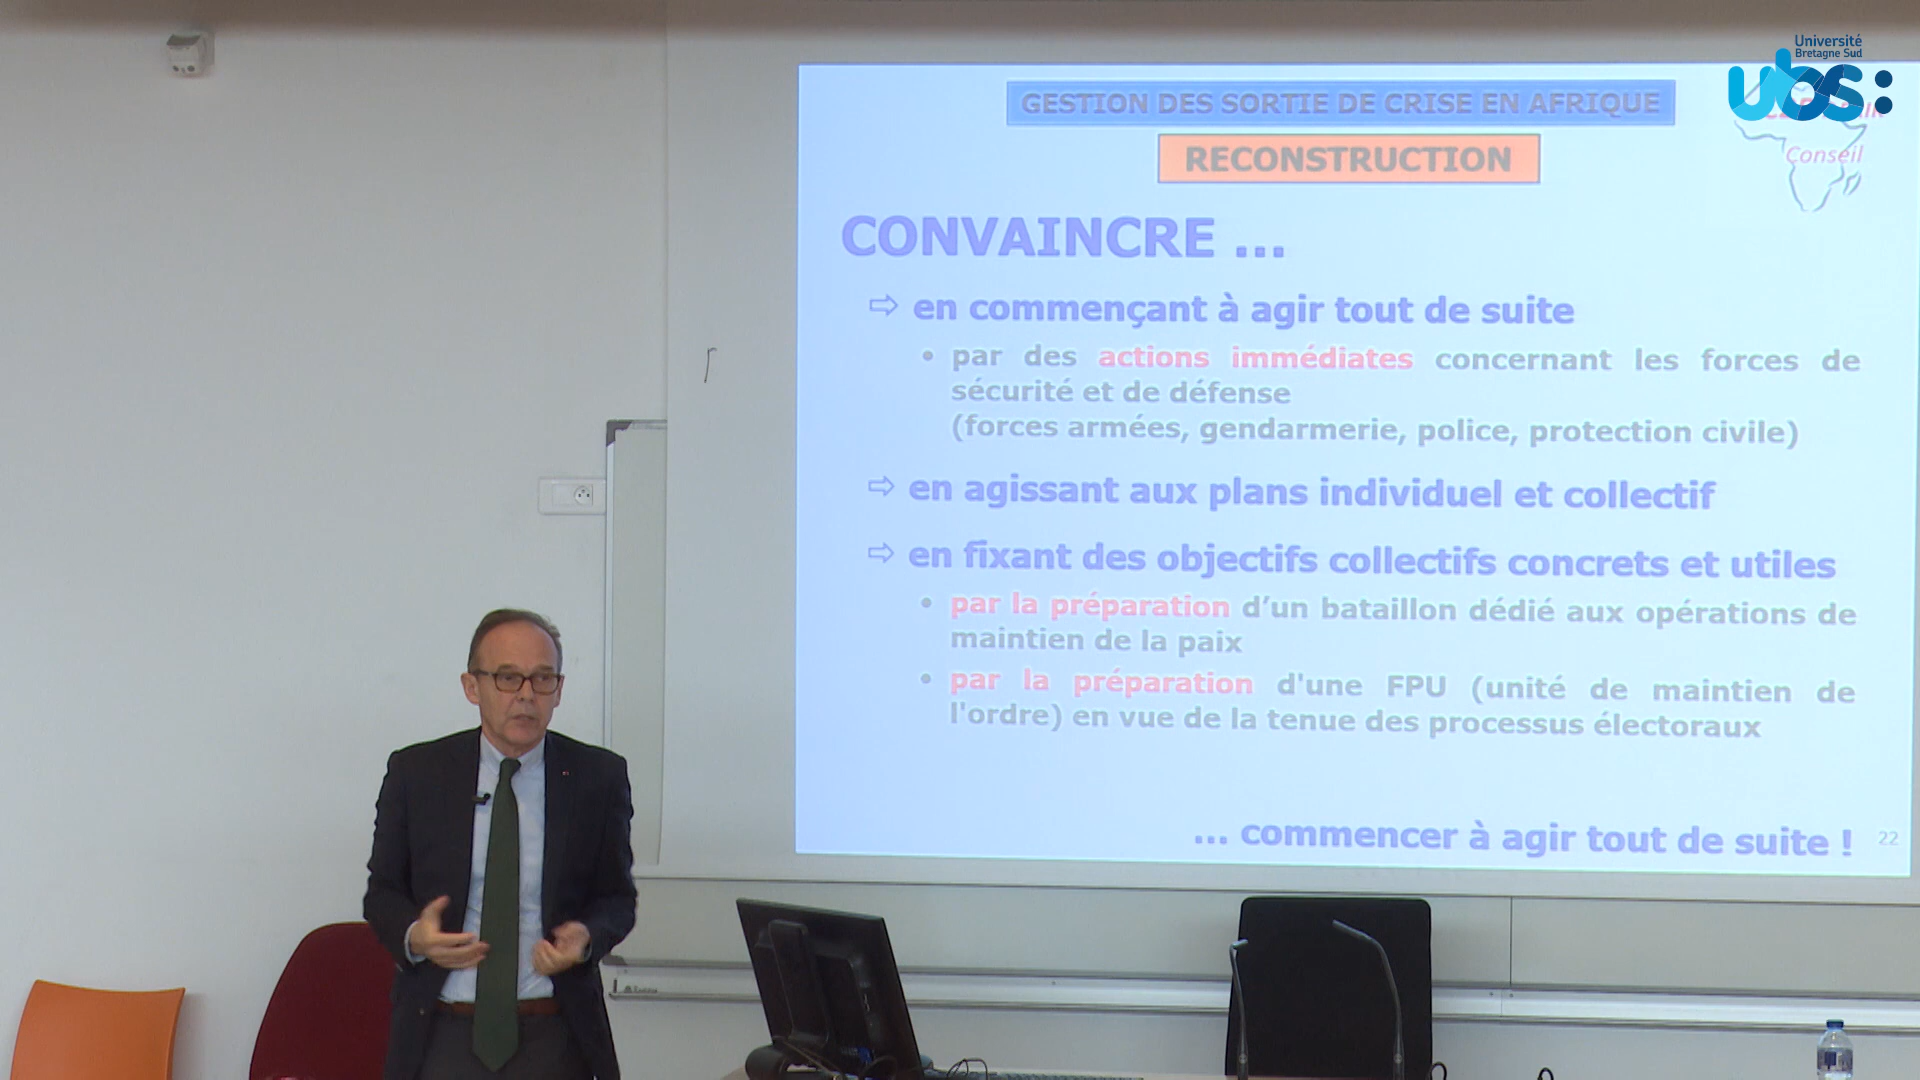 Université
Bretagne Sud
ubs:
GESTION DES SORTIE DE CRISE EN AFRIQUE
RECONSTRUCTION
Conseil
CONVAINCRE ...
⇨ en commençant à agir tout de suite
• par des actions immédiates concernant les forces de
sécurité et de défense
(forces armées, gendarmerie, police, protection civile)
⇨ en agissant aux plans individuel et collectif
⇨ en fixant des objectifs collectifs concrets et utiles
• par la préparation d’un bataillon dédié aux opérations de
maintien de la paix
• par la préparation d'une FPU (unité de maintien de
l'ordre) en vue de la tenue des processus électoraux
... commencer à agir tout de suite !
22